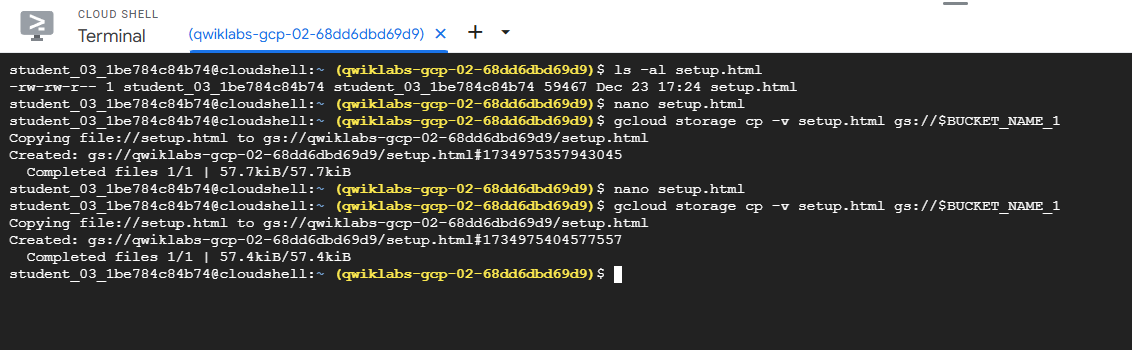 CLOUD SHELL
Terminal
(qwiklabs-gcp-02-68dd6dbd69d9)
student_03_1be784c84b74@cloudshell:~ (qwiklabs-gcp-02-68dd6dbd69d9)$ ls -al setup.html
-rw-rw-r-- 1 student_03_1be784c84b74 student_03_1be784c84b74 59467 Dec 23 17:24 setup.html
student_03_1be784c84b74@cloudshell:~ (qwiklabs-gcp-02-68dd6dbd69d9)$ nano setup.html
student_03_1be784c84b74@cloudshell:~ (qwiklabs-gcp-02-68dd6dbd69d9)$ gcloud storage cp -v setup.html gs://$BUCKET_NAME_1
Copying file://setup.html to gs://qwiklabs-gcp-02-68dd6dbd69d9/setup.html
Created: gs://qwiklabs-gcp-02-68dd6dbd69d9/setup.html#1734975357943045
  Completed files 1/1 | 57.7kiB/57.7kiB
student_03_1be784c84b74@cloudshell:~ (qwiklabs-gcp-02-68dd6dbd69d9)$ nano setup.html
student_03_1be784c84b74@cloudshell:~ (qwiklabs-gcp-02-68dd6dbd69d9)$ gcloud storage cp -v setup.html gs://$BUCKET_NAME_1
Copying file://setup.html to gs://qwiklabs-gcp-02-68dd6dbd69d9/setup.html
Created: gs://qwiklabs-gcp-02-68dd6dbd69d9/setup.html#1734975404577557
  Completed files 1/1 | 57.4kiB/57.4kiB
student_03_1be784c84b74@cloudshell:~ (qwiklabs-gcp-02-68dd6dbd69d9)$